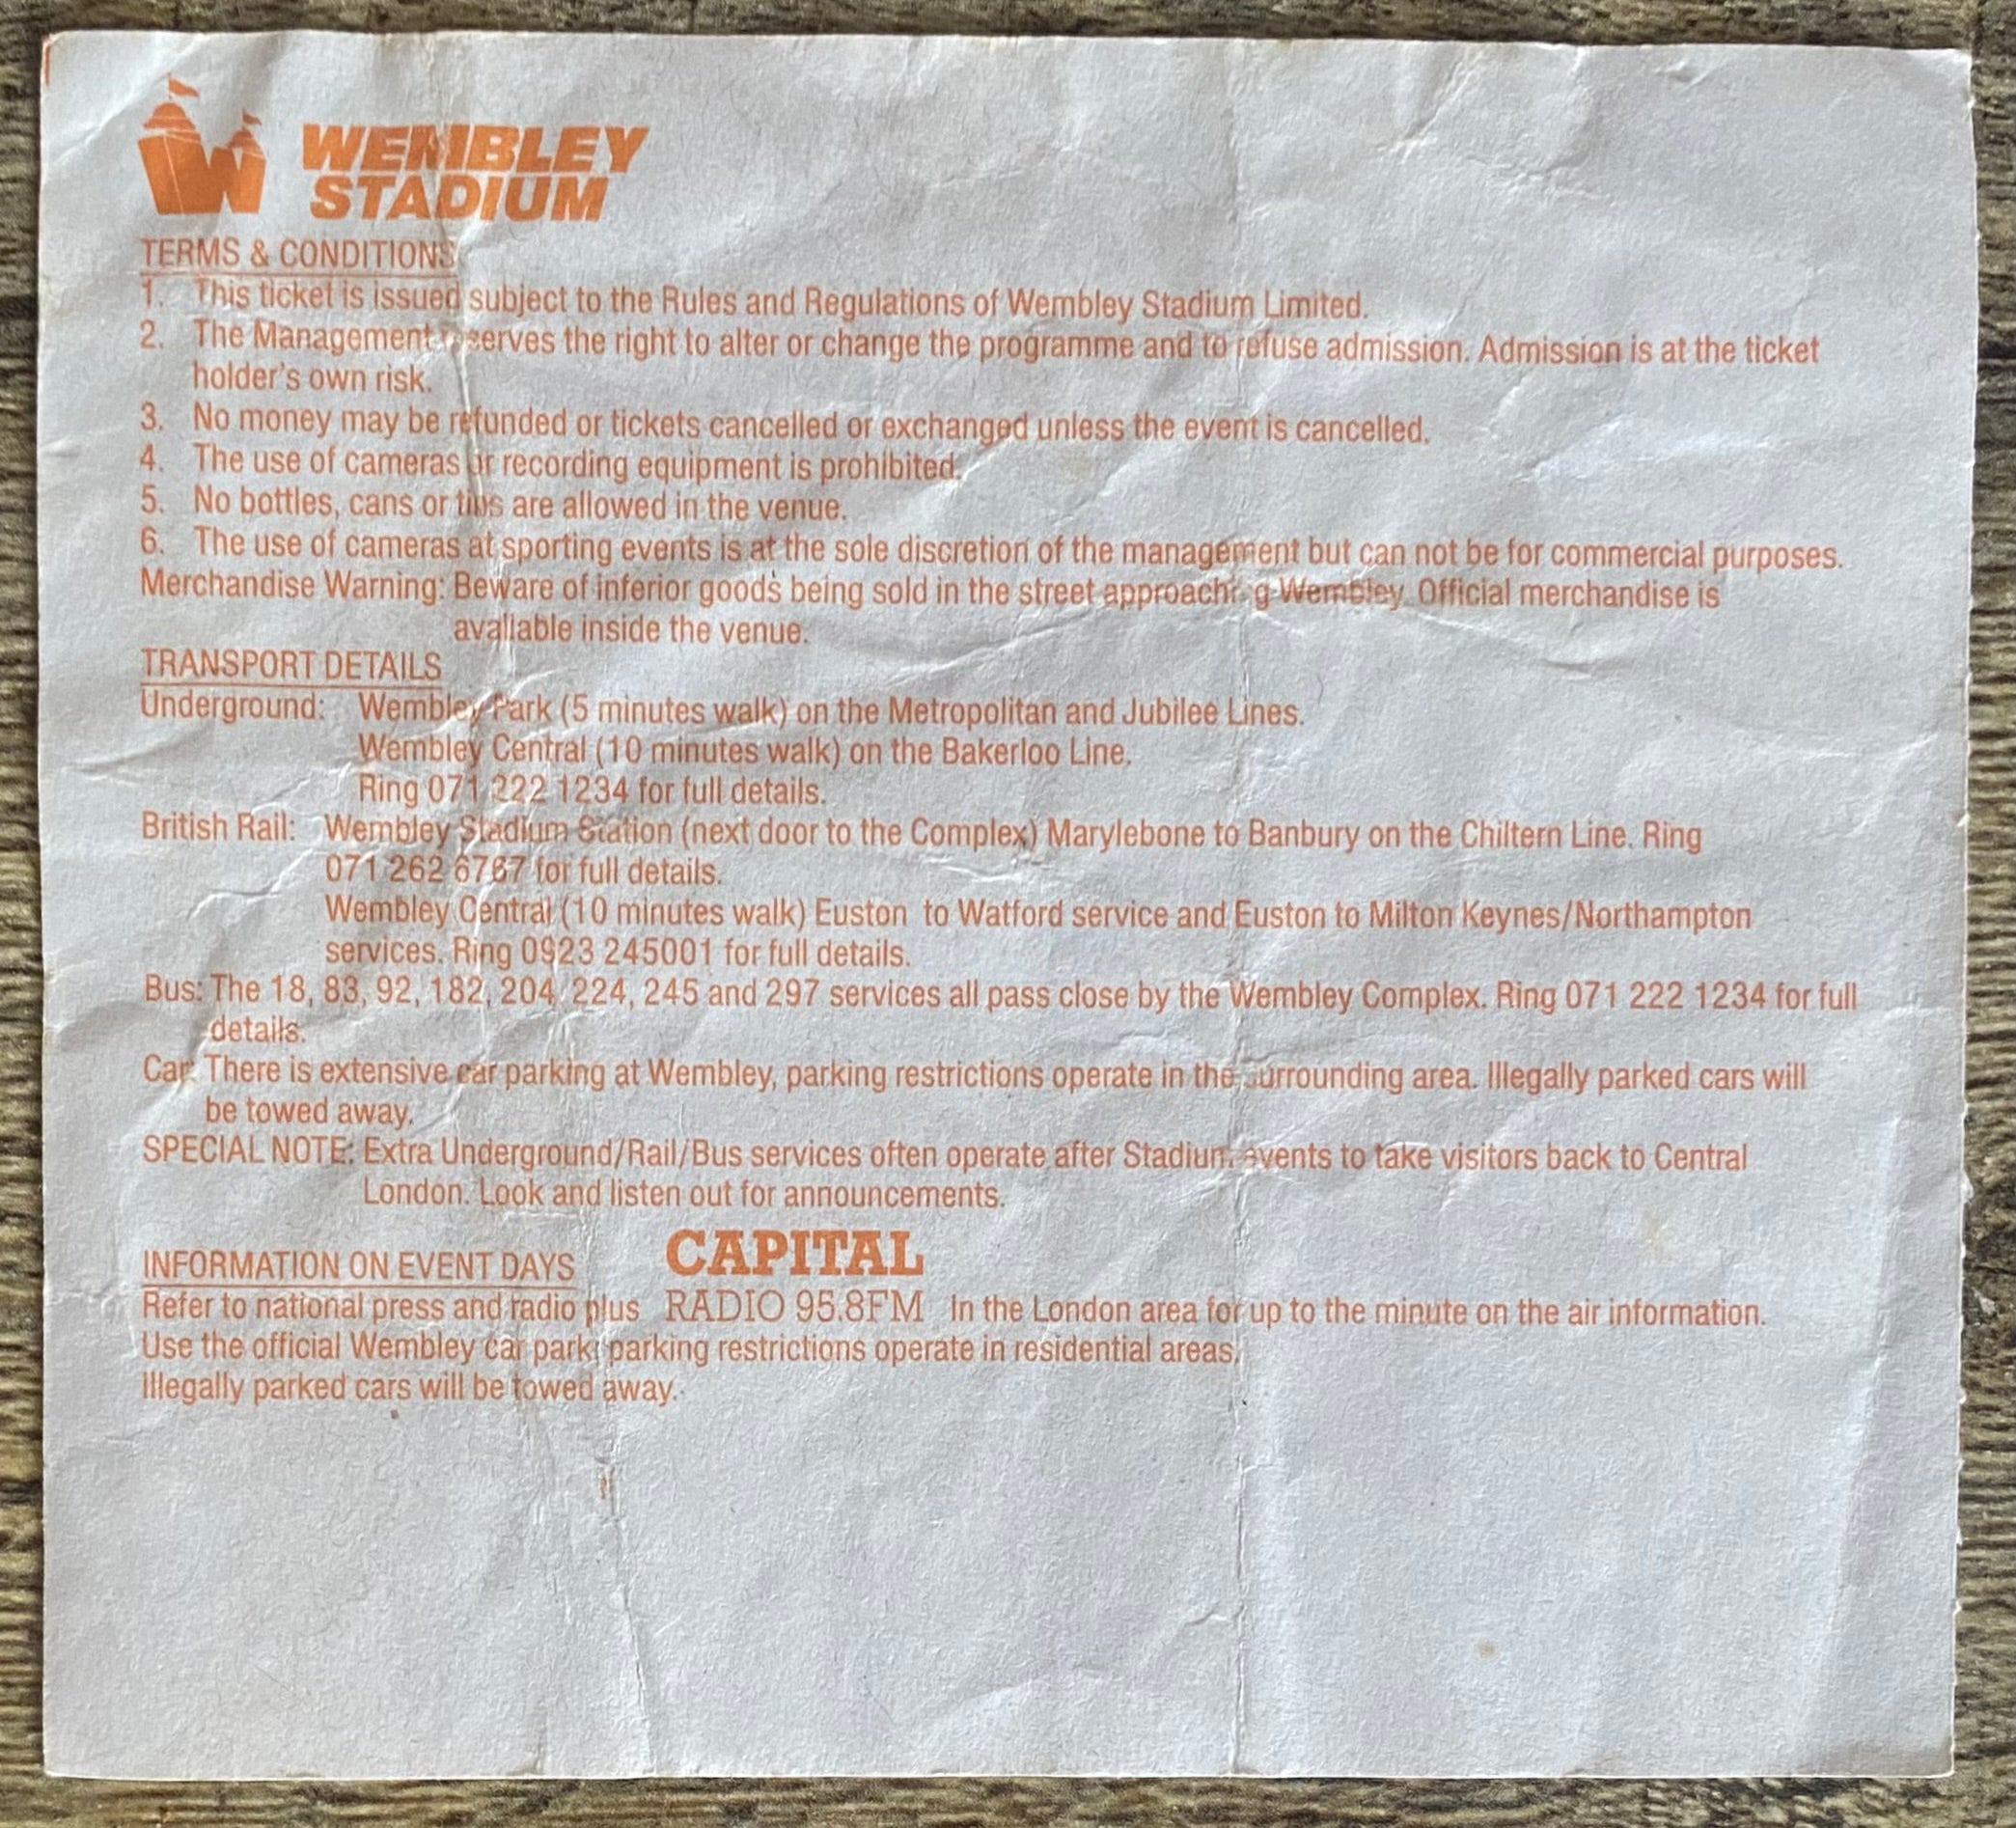 WEMBLEY
STADIUM
TERMS & CONDITIONS
1. This ticket is issued subject to the Rules and Regulations of Wembley Stadium Limited.
2. The Management reserves the right to alter or change the programme and to refuse admission. Admission is at the ticket
holder's own risk.
3. No money may be refunded or tickets cancelled or exchanged unless the event is cancelled.
4. The use of cameras or recording equipment is prohibited.
5. No bottles, cans or tins are allowed in the venue.
6. The use of cameras at sporting events is at the sole discretion of the management but can not be for commercial purposes.
Merchandise Warning: Beware of inferior goods being sold in the street approaching Wembley. Official merchandise is
available inside the venue.
TRANSPORT DETAILS
Underground: Wembley Park (5 minutes walk) on the Metropolitan and Jubilee Lines.
Wembley Central (10 minutes walk) on the Bakerloo Line.
Ring 071 222 1234 for full details.
British Rail: Wembley Stadium Station (next door to the Complex) Marylebone to Banbury on the Chiltern Line. Ring
071 262 6767 for full details.
Wembley Central (10 minutes walk) Euston to Watford service and Euston to Milton Keynes/Northampton
services. Ring 0923 245001 for full details.
Bus: The 18, 83, 92, 182, 204, 224, 245 and 297 services all pass close by the Wembley Complex. Ring 071 222 1234 for full
details.
Car: There is extensive car parking at Wembley, parking restrictions operate in the surrounding area. Illegally parked cars will
be towed away.
SPECIAL NOTE: Extra Underground/Rail/Bus services often operate after Stadium events to take visitors back to Central
London. Look and listen out for announcements.
INFORMATION ON EVENT DAYS CAPITAL
Refer to national press and radio plus RADIO 95.8FM In the London area for up to the minute on the air information.
Use the official Wembley car park, parking restrictions operate in residential areas.
Illegally parked cars will be towed away.